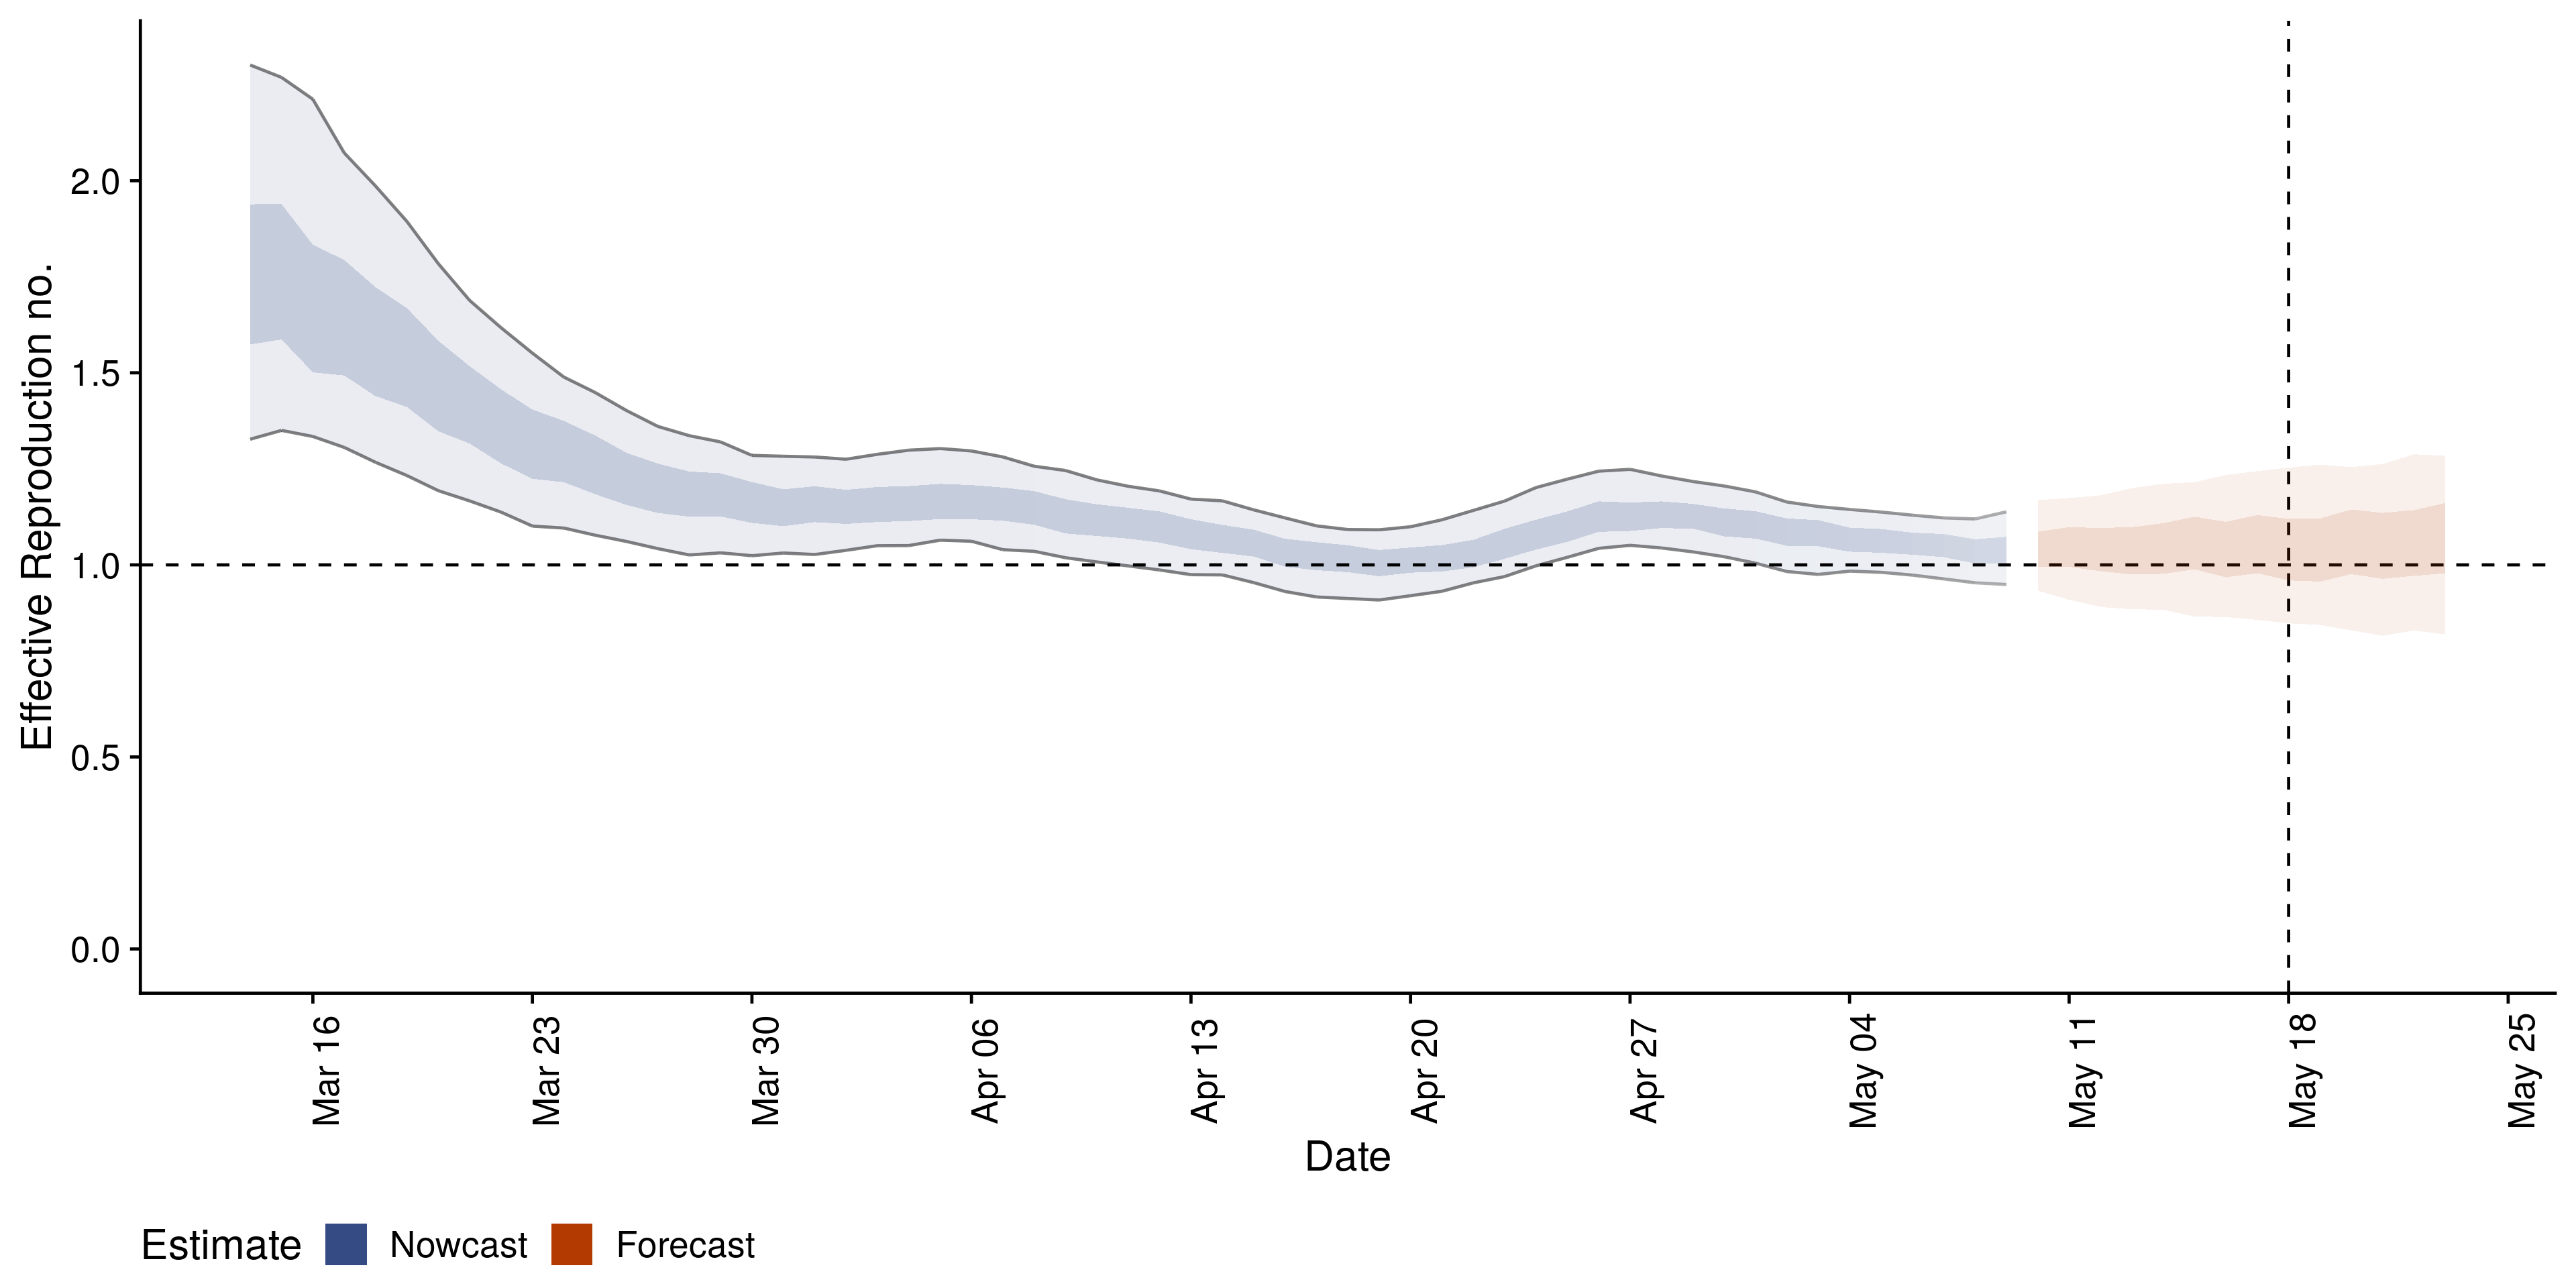 Effective Reproduction no.
2.0
1.5
1.0
0.5
0.0
Mar 16
Mar 23
Mar 30
Apr 06
Apr 13
Apr 20
Apr 27
May 04
May 11
May 18
May 25
Date
Estimate Nowcast Forecast